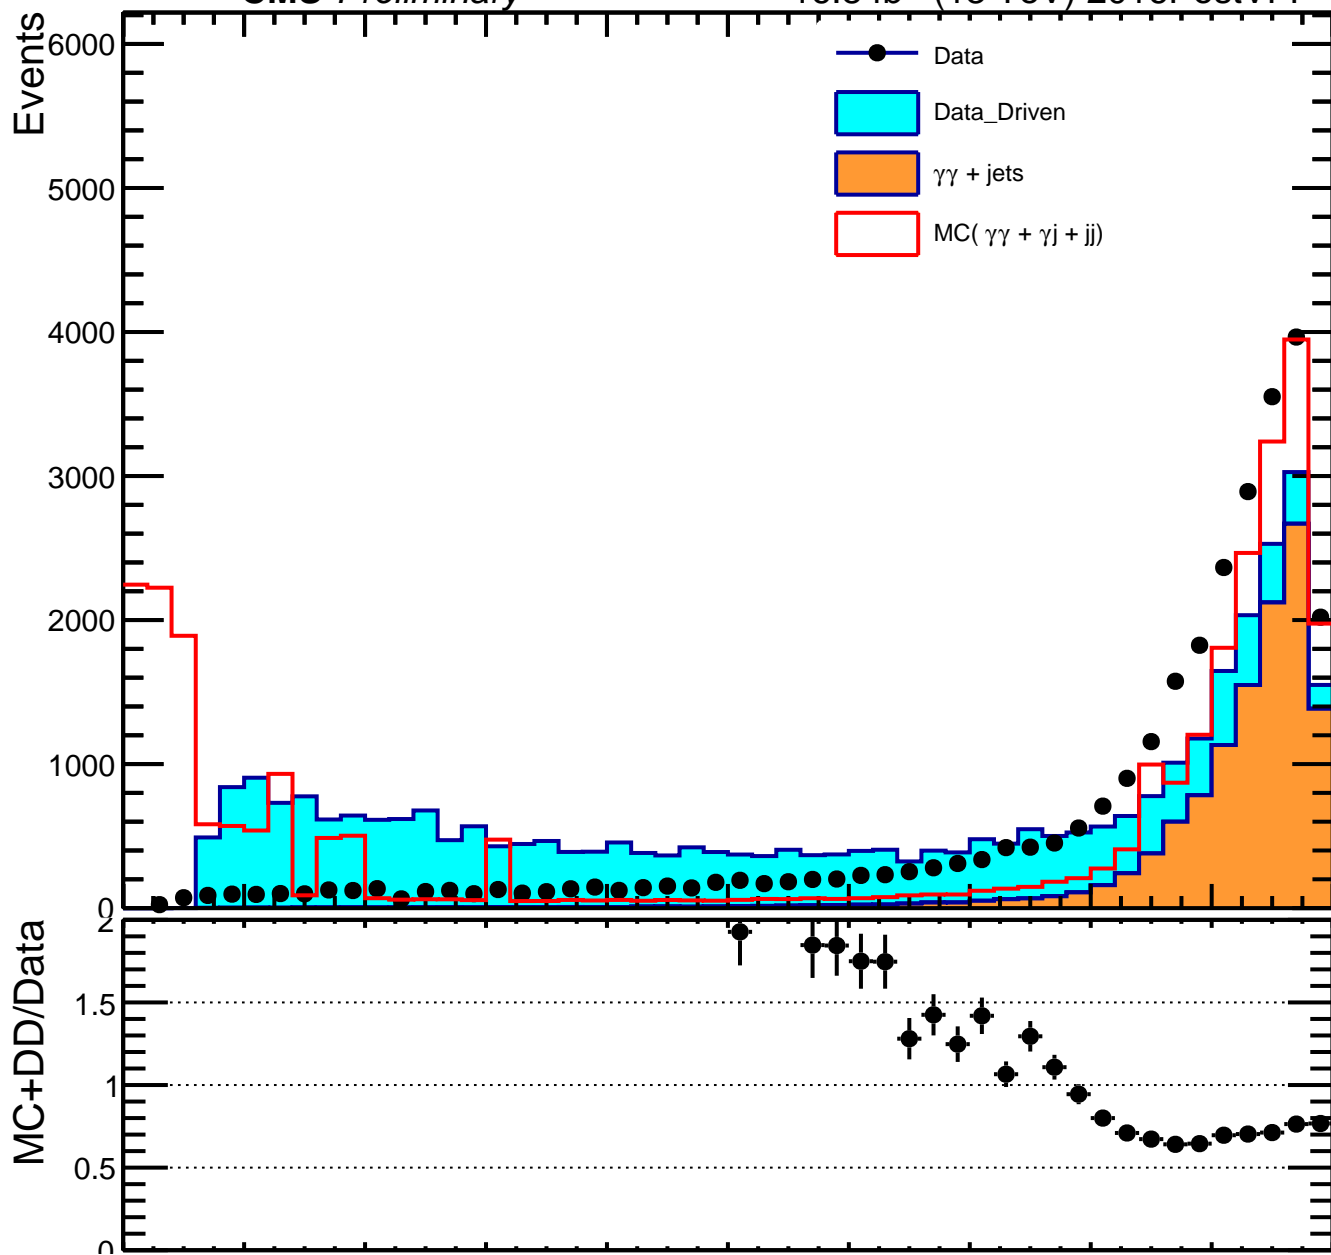 Events
6000
5000
4000
3000
2000
1000
0
Data
Data_Driven
γγ + jets
MC( γγ + γj + jj)
MC+DD/Data
2
1.5
1
0.5
0